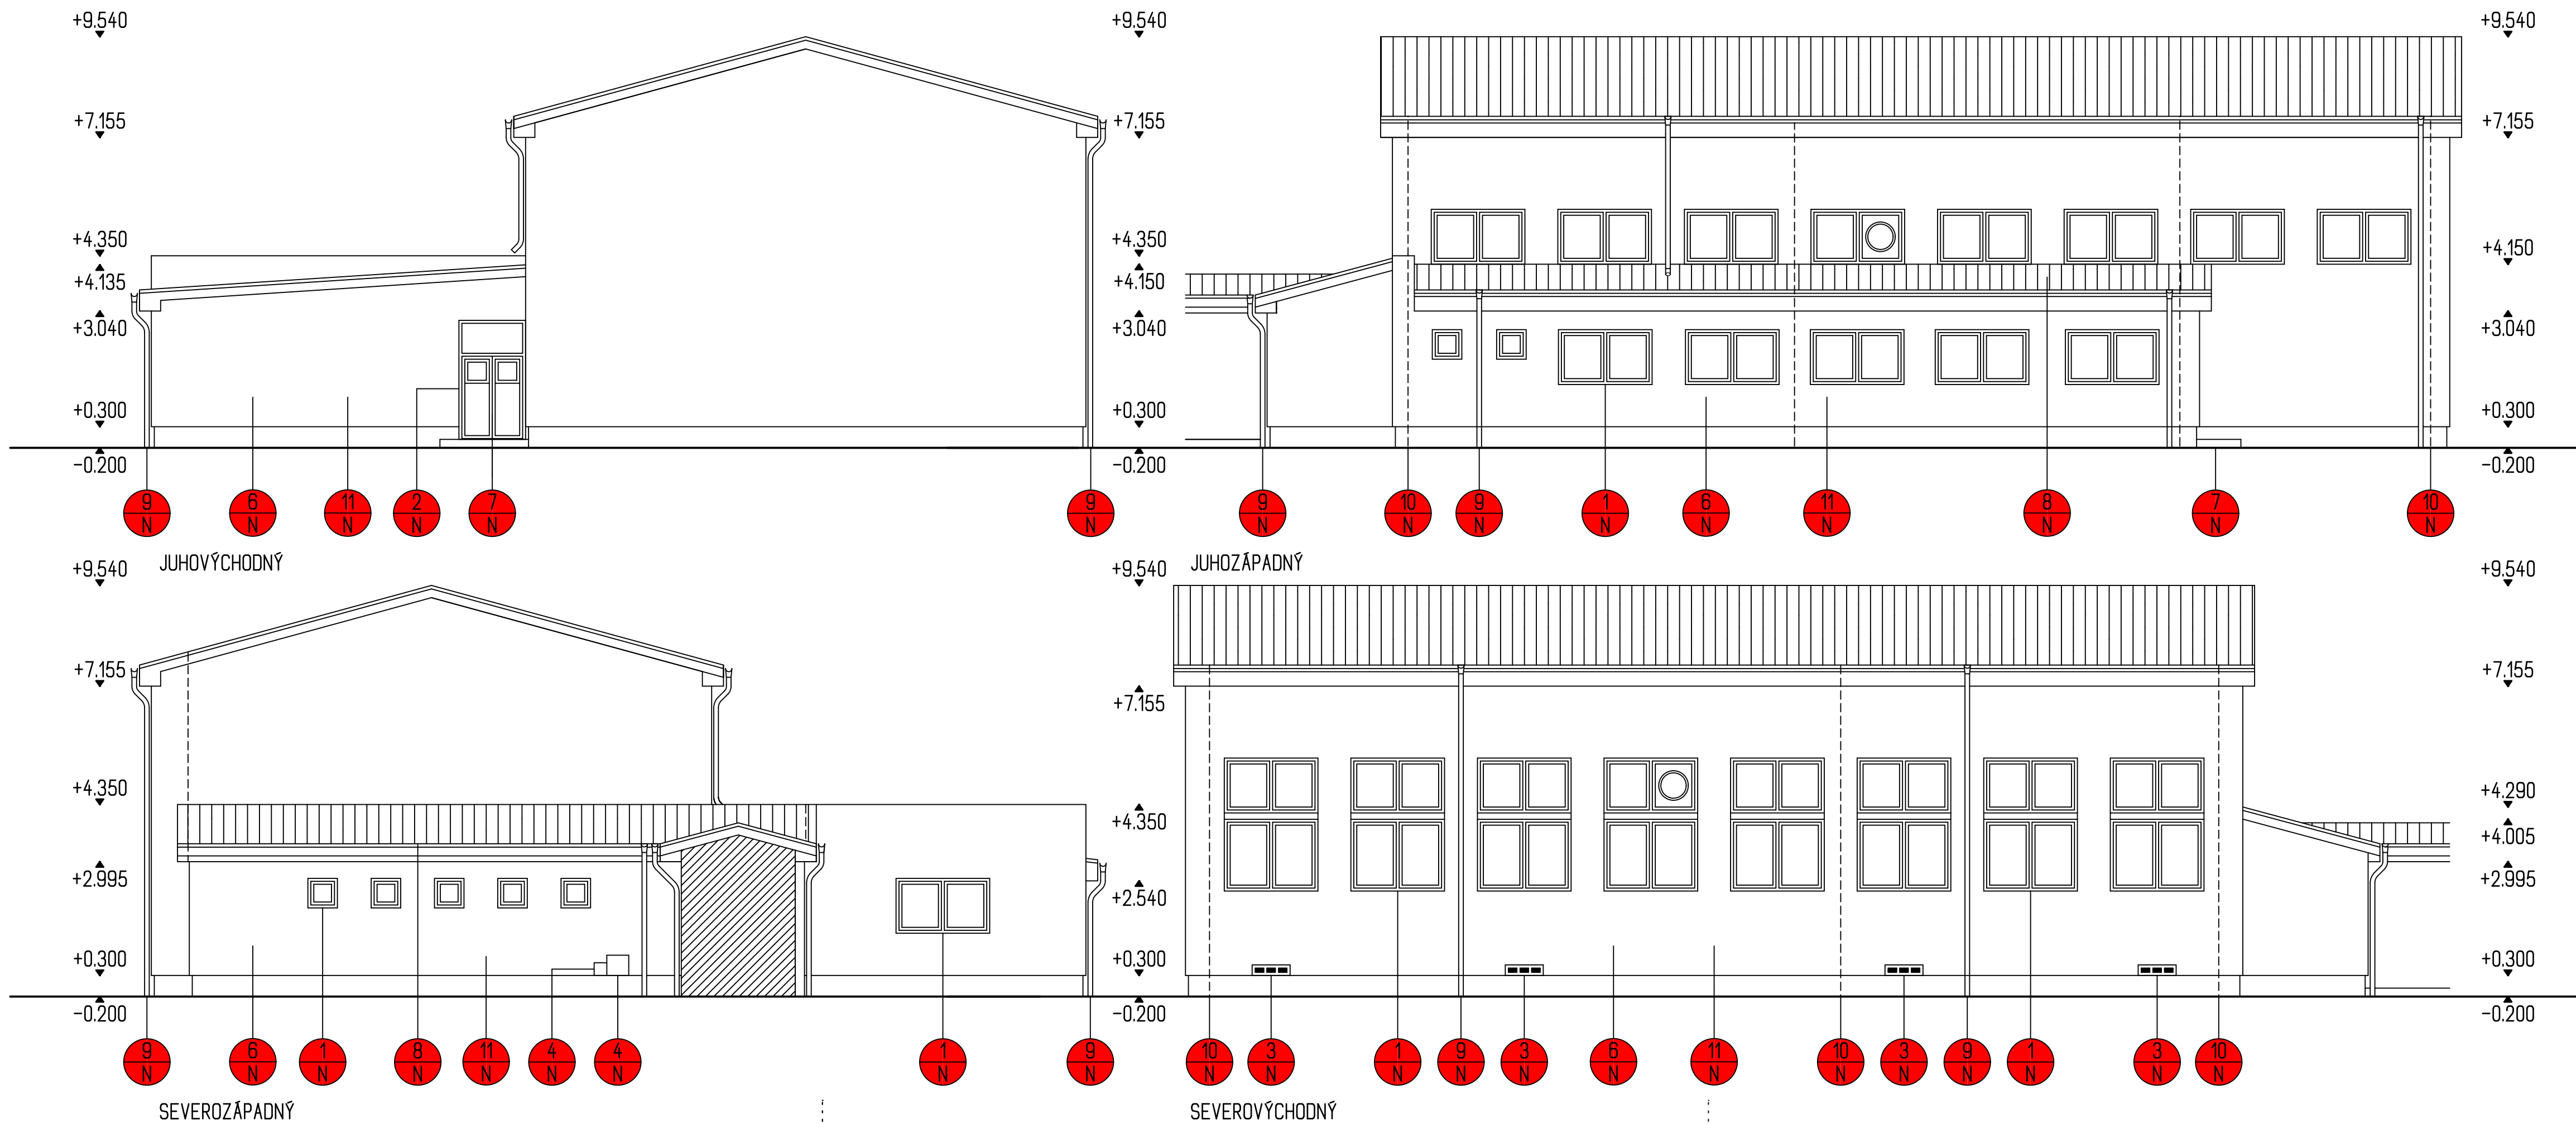 +9.540
+7.155
+4.350
+4.135
+3.040
+0.300
-0.200
9 N
6 N
11 N
2 N
7 N
9 N
JUHOVÝCHODNÝ
+9.540
+7.155
+4.350
+4.150
+3.040
+0.300
-0.200
+9.540
+7.155
+4.150
+3.040
+0.300
-0.200
9 N
10 N
9 N
1 N
6 N
11 N
8 N
7 N
10 N
JUHOZÁPADNÝ
+9.540
+7.155
+4.350
+2.995
+0.300
-0.200
9 N
6 N
1 N
8 N
11 N
4 N
4 N
1 N
9 N
SEVEROZÁPADNÝ
+9.540
+7.155
+4.350
+2.540
+0.300
-0.200
+9.540
+7.155
+4.290
+4.005
+2.995
+0.300
-0.200
10 N
3 N
1 N
9 N
3 N
6 N
11 N
10 N
3 N
9 N
1 N
3 N
10 N
SEVEROVÝCHODNÝ